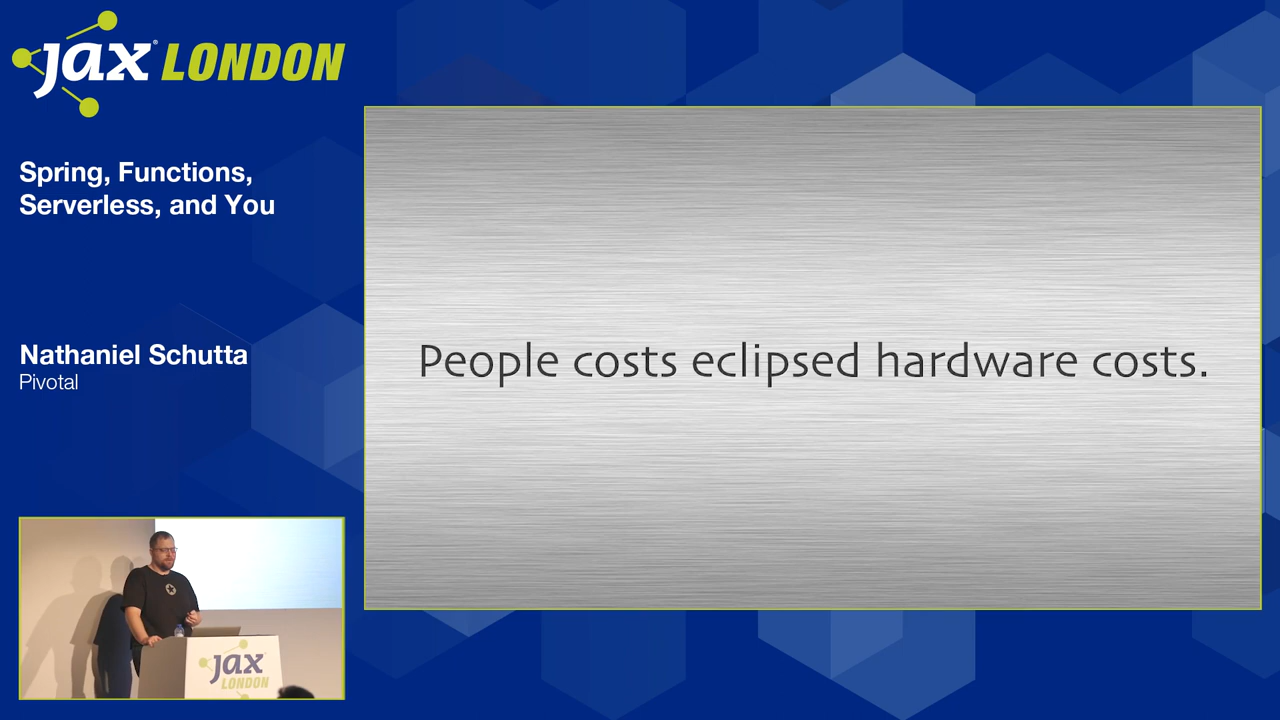 jax® LONDON
Spring, Functions,
Serverless, and You
Nathaniel Schutta
Pivotal
People costs eclipsed hardware costs.
jax
LONDON